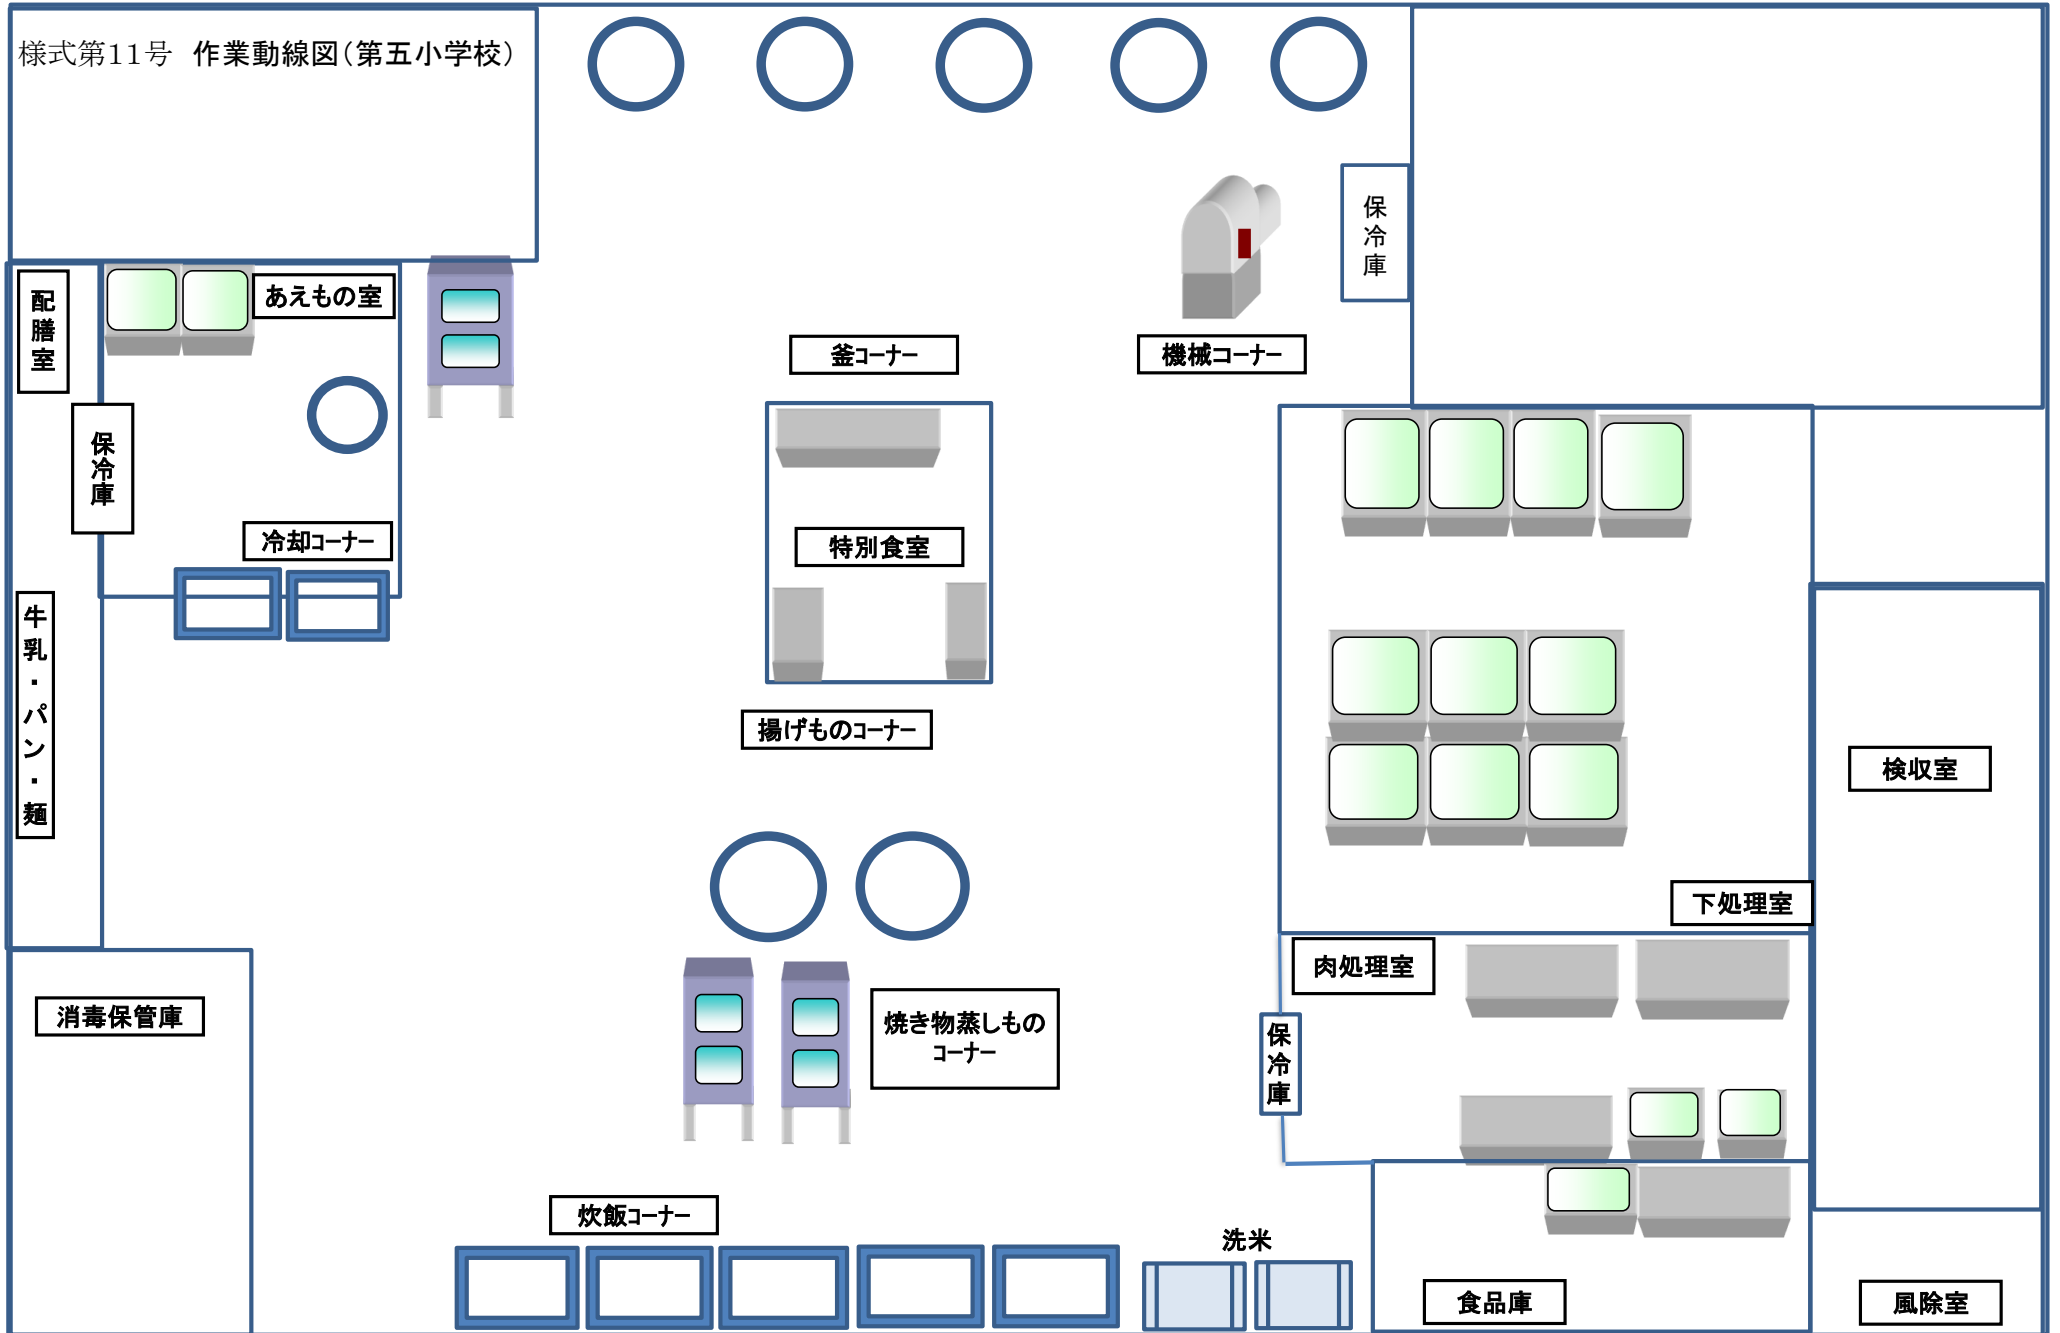 様式第11号　作業動線図（第五小学校）
保冷庫
配膳室
あえもの室
釜コーナー
機械コーナー
保冷庫
冷却コーナー
特別食室
牛乳・パン・麺
揚げものコーナー
検収室
下処理室
肉処理室
消毒保管庫
焼き物蒸しもの
コーナー
保冷庫
炊飯コーナー
洗米
食品庫
風除室